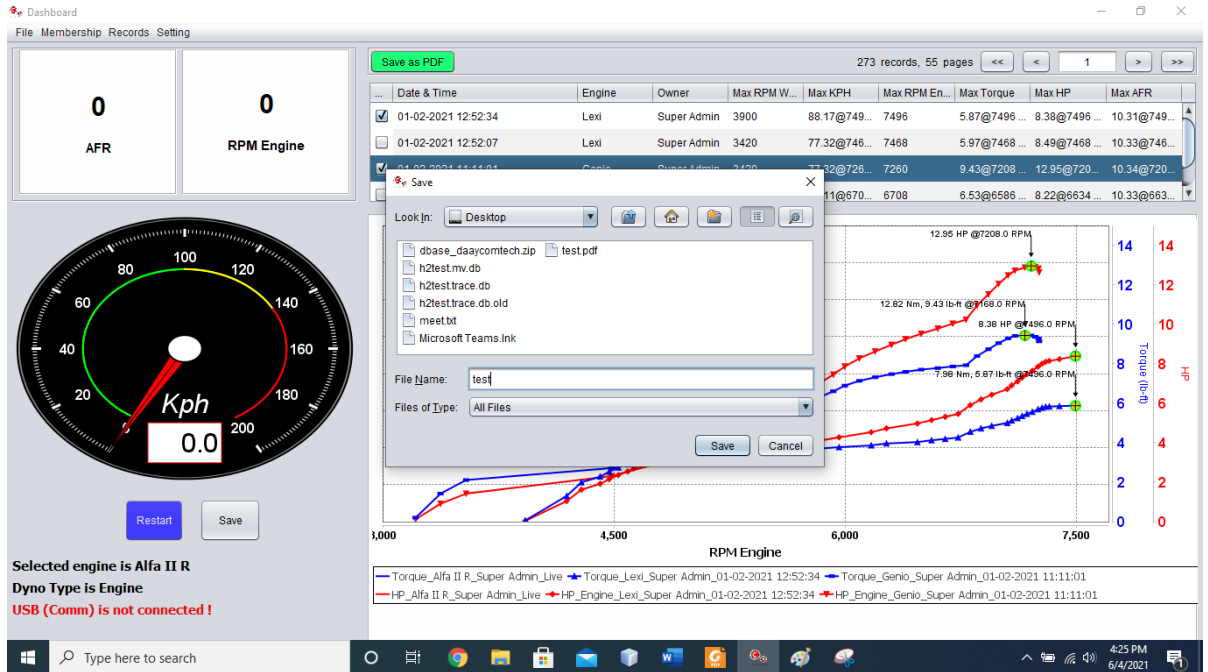 Dashboard
File Membership Records Setting
0
AFR
0
RPM Engine
Save as PDF
273 records, 55 pages << < 1 > >>
... Date & Time Engine Owner Max RPM W... Max KPH Max RPM En... Max Torque Max HP Max AFR
01-02-2021 12:52:34 Lexi Super Admin 3900 88.17@749... 7496 5.87@7496 ... 8.38@7496 ... 10.31@749...
01-02-2021 12:52:07 Lexi Super Admin 3420 77.32@746... 7468 5.97@7468 ... 8.49@7468 ... 10.33@746...
01-02-2021 11:11:01 Genio Super Admin 3420 77.32@726... 7260 9.43@7208 ... 12.95@720... 10.34@720...
11@670... 6708 6.53@6586 ... 8.22@6634 ... 10.33@663...
Save
Look In: Desktop
dbase_daaycomtech.zip test.pdf
h2test.mv.db
h2test.trace.db
h2test.trace.db.old
meet.txt
Microsoft Teams.lnk
File Name: test
Files of Type: All Files
Save Cancel
0 20 40 60 80 100 120 140 160 180 200
Kph
0.0
Restart Save
Selected engine is Alfa II R
Dyno Type is Engine
USB (Comm) is not connected !
12.95 HP @7208.0 RPM
12.82 Nm, 9.43 lb-ft @7168.0 RPM
8.38 HP @7496.0 RPM
7.98 Nm, 5.87 lb-ft @7496.0 RPM
14 14
12 12
10 10
8 8
6 6
4 4
2 2
0 0
Torque (lb-ft)
HP
3,000 4,500 6,000 7,500
RPM Engine
Torque_Alfa II R_Super Admin_Live Torque_Lexi_Super Admin_01-02-2021 12:52:34 Torque_Genio_Super Admin_01-02-2021 11:11:01
HP_Alfa II R_Super Admin_Live HP_Engine_Lexi_Super Admin_01-02-2021 12:52:34 HP_Engine_Genio_Super Admin_01-02-2021 11:11:01
Type here to search
4:25 PM
6/4/2021